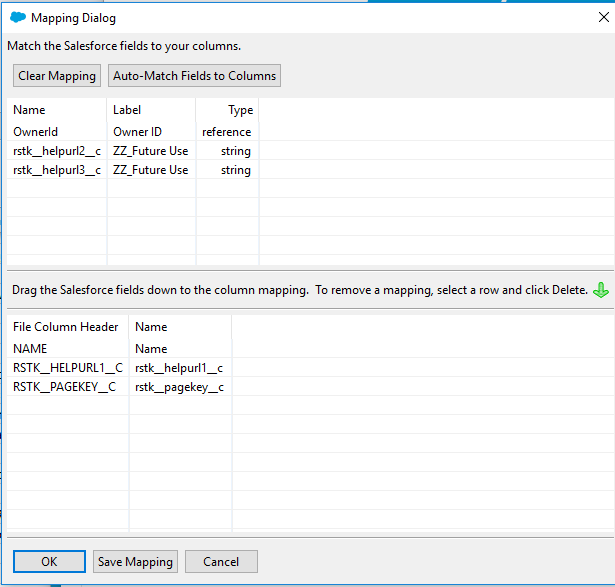 Mapping Dialog
Match the Salesforce fields to your columns.
Clear Mapping Auto-Match Fields to Columns
Name Label Type
OwnerId Owner ID reference
rstk__helpurl2__c ZZ_Future Use string
rstk__helpurl3__c ZZ_Future Use string
Drag the Salesforce fields down to the column mapping. To remove a mapping, select a row and click Delete.
File Column Header Name
NAME Name
RSTK__HELPURL1__C rstk__helpurl1__c
RSTK__PAGEKEY__C rstk__pagekey__c
OK Save Mapping Cancel